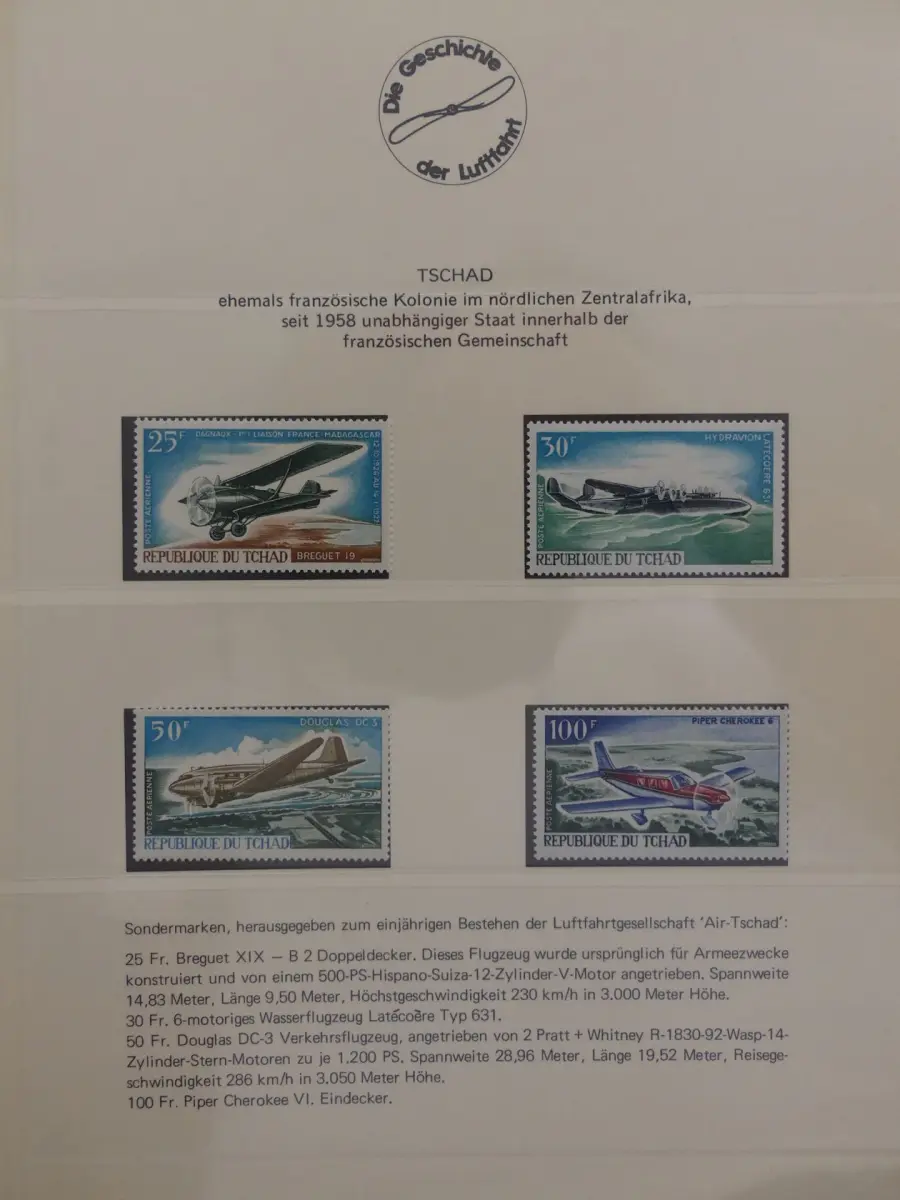 Die Geschichte
der Luftfahrt
TSCHAD
ehemals französische Kolonie im nördlichen Zentralafrika,
seit 1958 unabhängiger Staat innerhalb der
französischen Gemeinschaft
25F
DAGNAUX - 1re LIAISON FRANCE-MADAGASCAR
POSTE AERIENNE
REPUBLIQUE DU TCHAD
BREGUET 19
30F
HYDRAVION
LATECOERE 631
POSTE AERIENNE
REPUBLIQUE DU TCHAD
50F
DOUGLAS DC 3
POSTE AERIENNE
REPUBLIQUE DU TCHAD
100F
PIPER CHEROKEE 6
POSTE AERIENNE
REPUBLIQUE DU TCHAD
Sondermarken, herausgegeben zum einjährigen Bestehen der Luftfahrtgesellschaft 'Air-Tschad':
25 Fr. Breguet XIX – B 2 Doppeldecker. Dieses Flugzeug wurde ursprünglich für Armeezwecke
konstruiert und von einem 500-PS-Hispano-Suiza-12-Zylinder-V-Motor angetrieben. Spannweite
14,83 Meter, Länge 9,50 Meter, Höchstgeschwindigkeit 230 km/h in 3.000 Meter Höhe.
30 Fr. 6-motoriges Wasserflugzeug Latécoère Typ 631.
50 Fr. Douglas DC-3 Verkehrsflugzeug, angetrieben von 2 Pratt + Whitney R-1830-92-Wasp-14-
Zylinder-Stern-Motoren zu je 1.200 PS. Spannweite 28,96 Meter, Länge 19,52 Meter, Reisege-
schwindigkeit 286 km/h in 3.050 Meter Höhe.
100 Fr. Piper Cherokee VI. Eindecker.